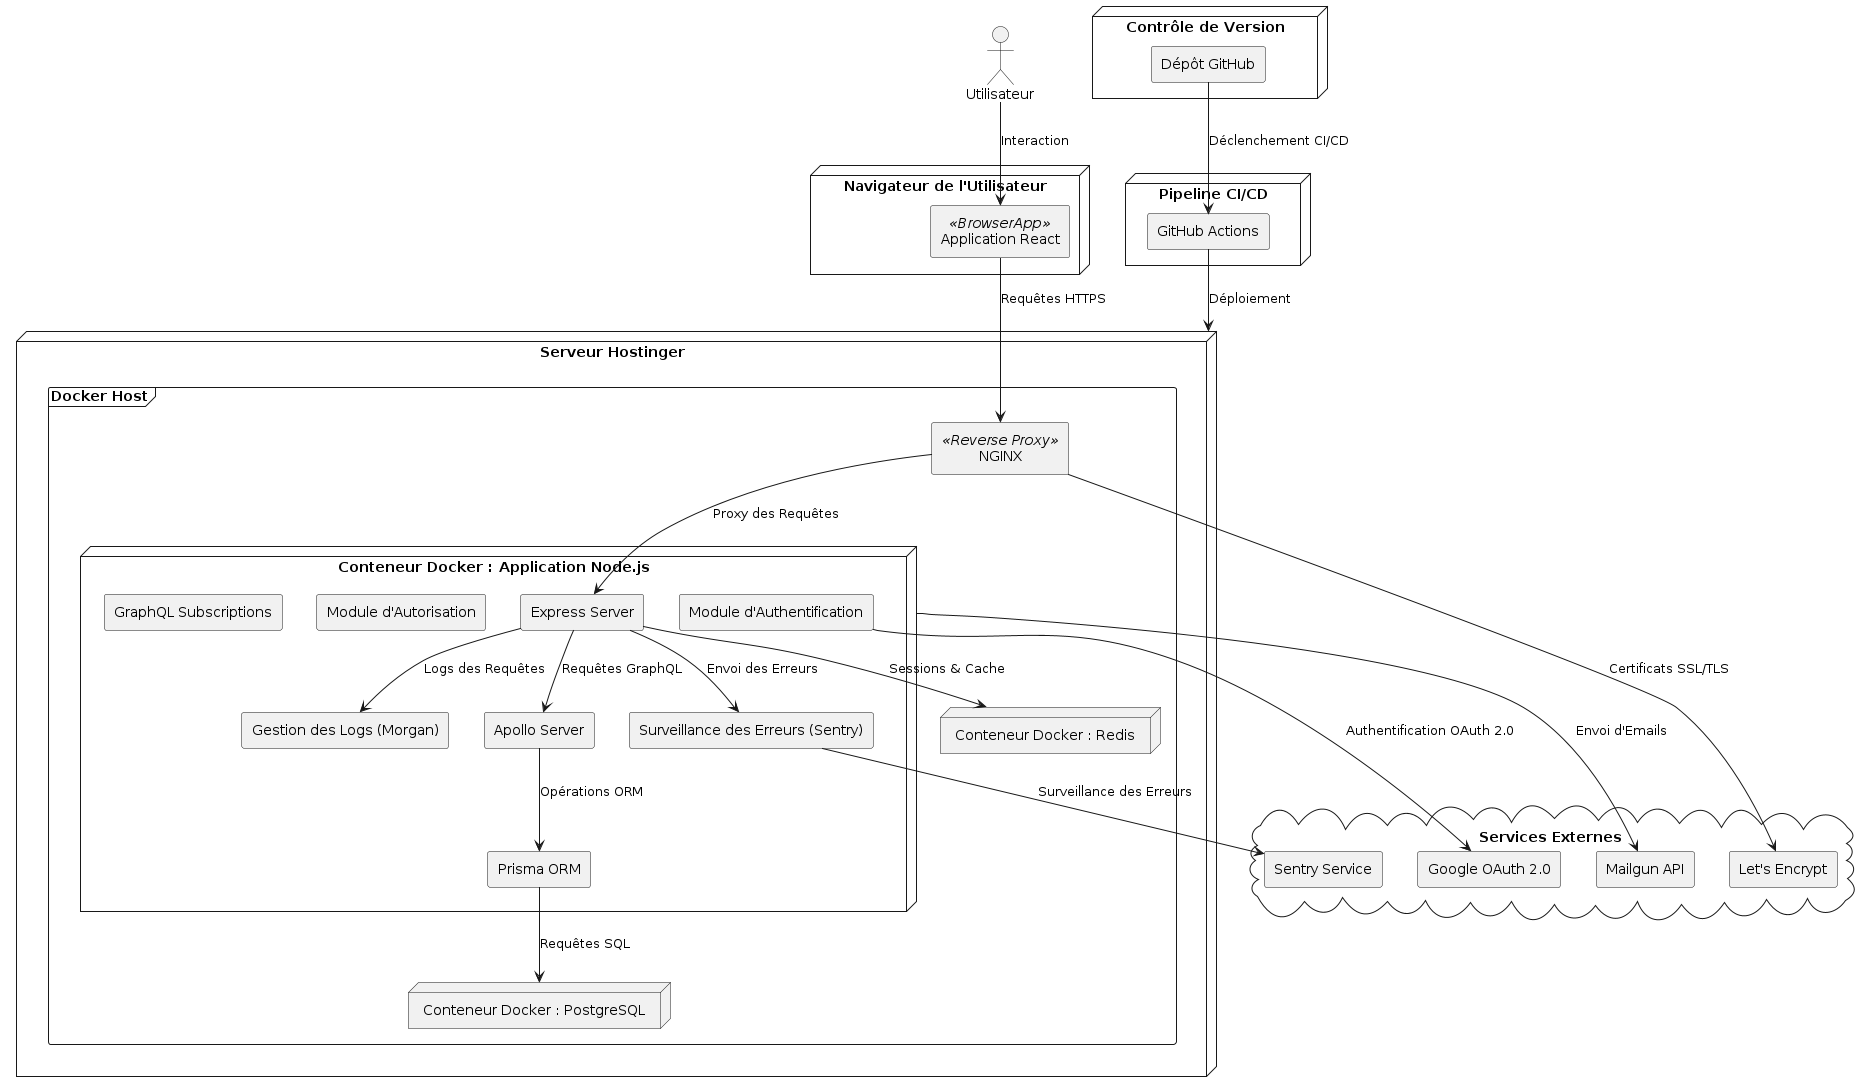 Contrôle de Version
Dépôt GitHub
Utilisateur
Interaction
Déclenchement CI/CD
Navigateur de l'Utilisateur
Pipeline CI/CD
«BrowserApp»
Application React
GitHub Actions
Requêtes HTTPS
Déploiement
Serveur Hostinger
Docker Host
«Reverse Proxy»
NGINX
Proxy des Requêtes
Conteneur Docker : Application Node.js
GraphQL Subscriptions
Module d'Autorisation
Express Server
Module d'Authentification
Logs des Requêtes
Requêtes GraphQL
Envoi des Erreurs
Sessions & Cache
Certificats SSL/TLS
Gestion des Logs (Morgan)
Apollo Server
Surveillance des Erreurs (Sentry)
Conteneur Docker : Redis
Authentification OAuth 2.0
Envoi d'Emails
Opérations ORM
Surveillance des Erreurs
Services Externes
Prisma ORM
Sentry Service
Google OAuth 2.0
Mailgun API
Let's Encrypt
Requêtes SQL
Conteneur Docker : PostgreSQL